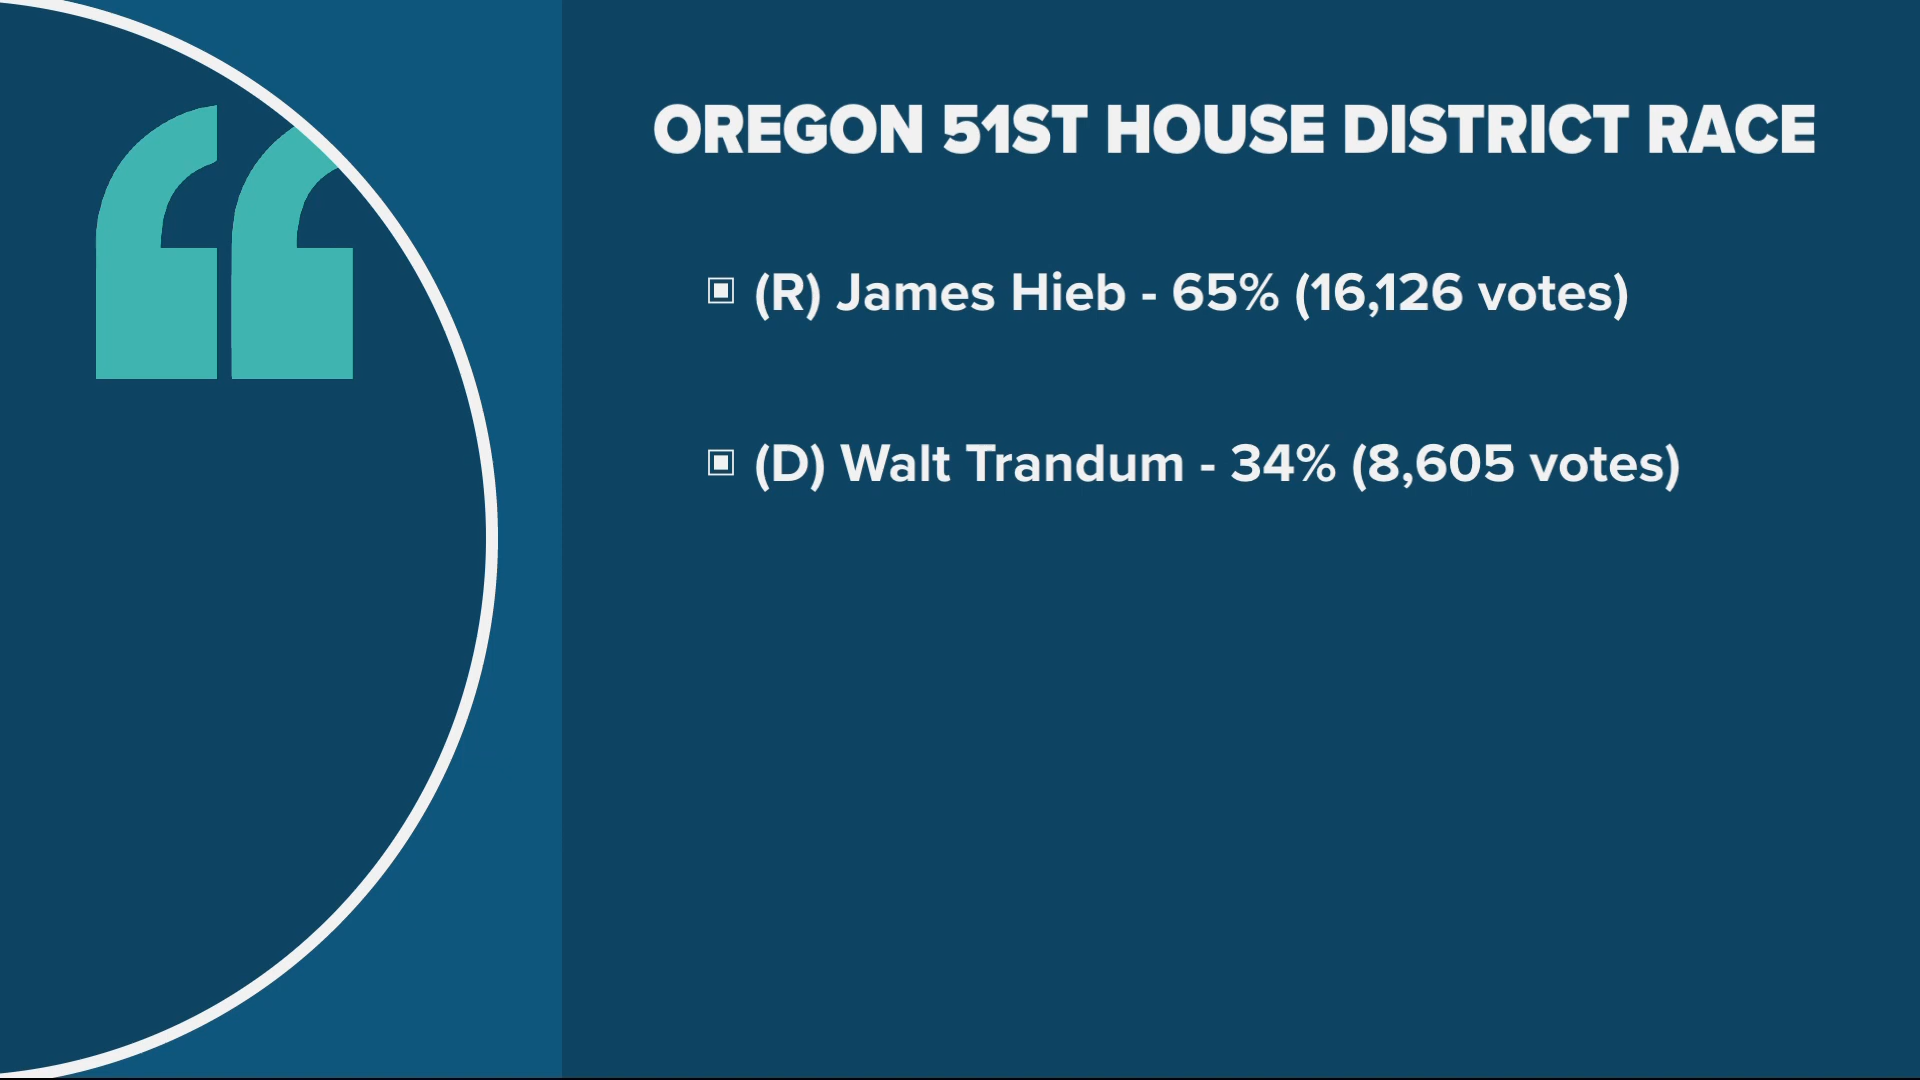 OREGON 51ST HOUSE DISTRICT RACE
(R) James Hieb - 65% (16,126 votes)
(D) Walt Trandum - 34% (8,605 votes)